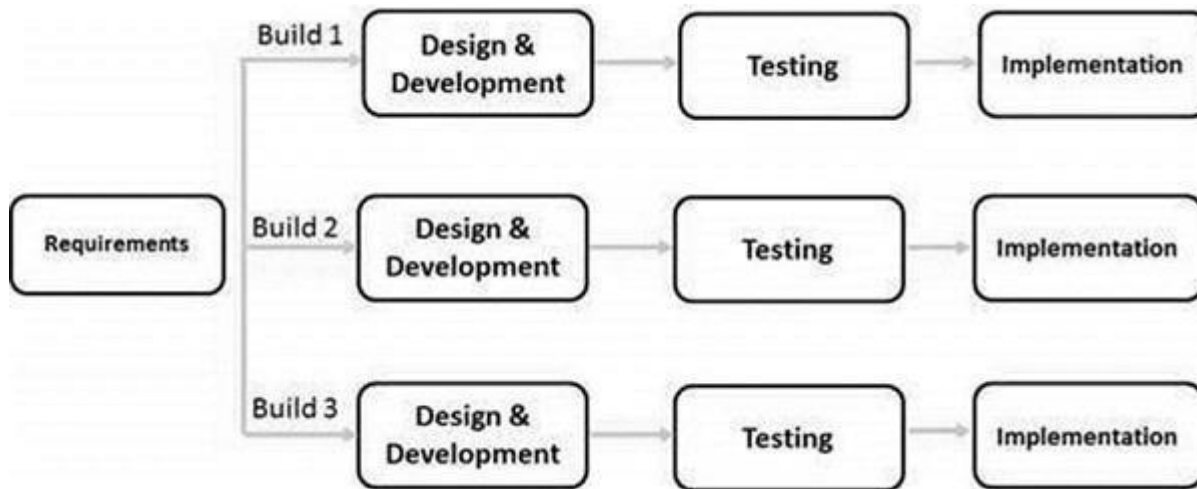 Build 1
Design &
Development
Testing
Implementation
Requirements
Build 2
Design &
Development
Testing
Implementation
Build 3
Design &
Development
Testing
Implementation